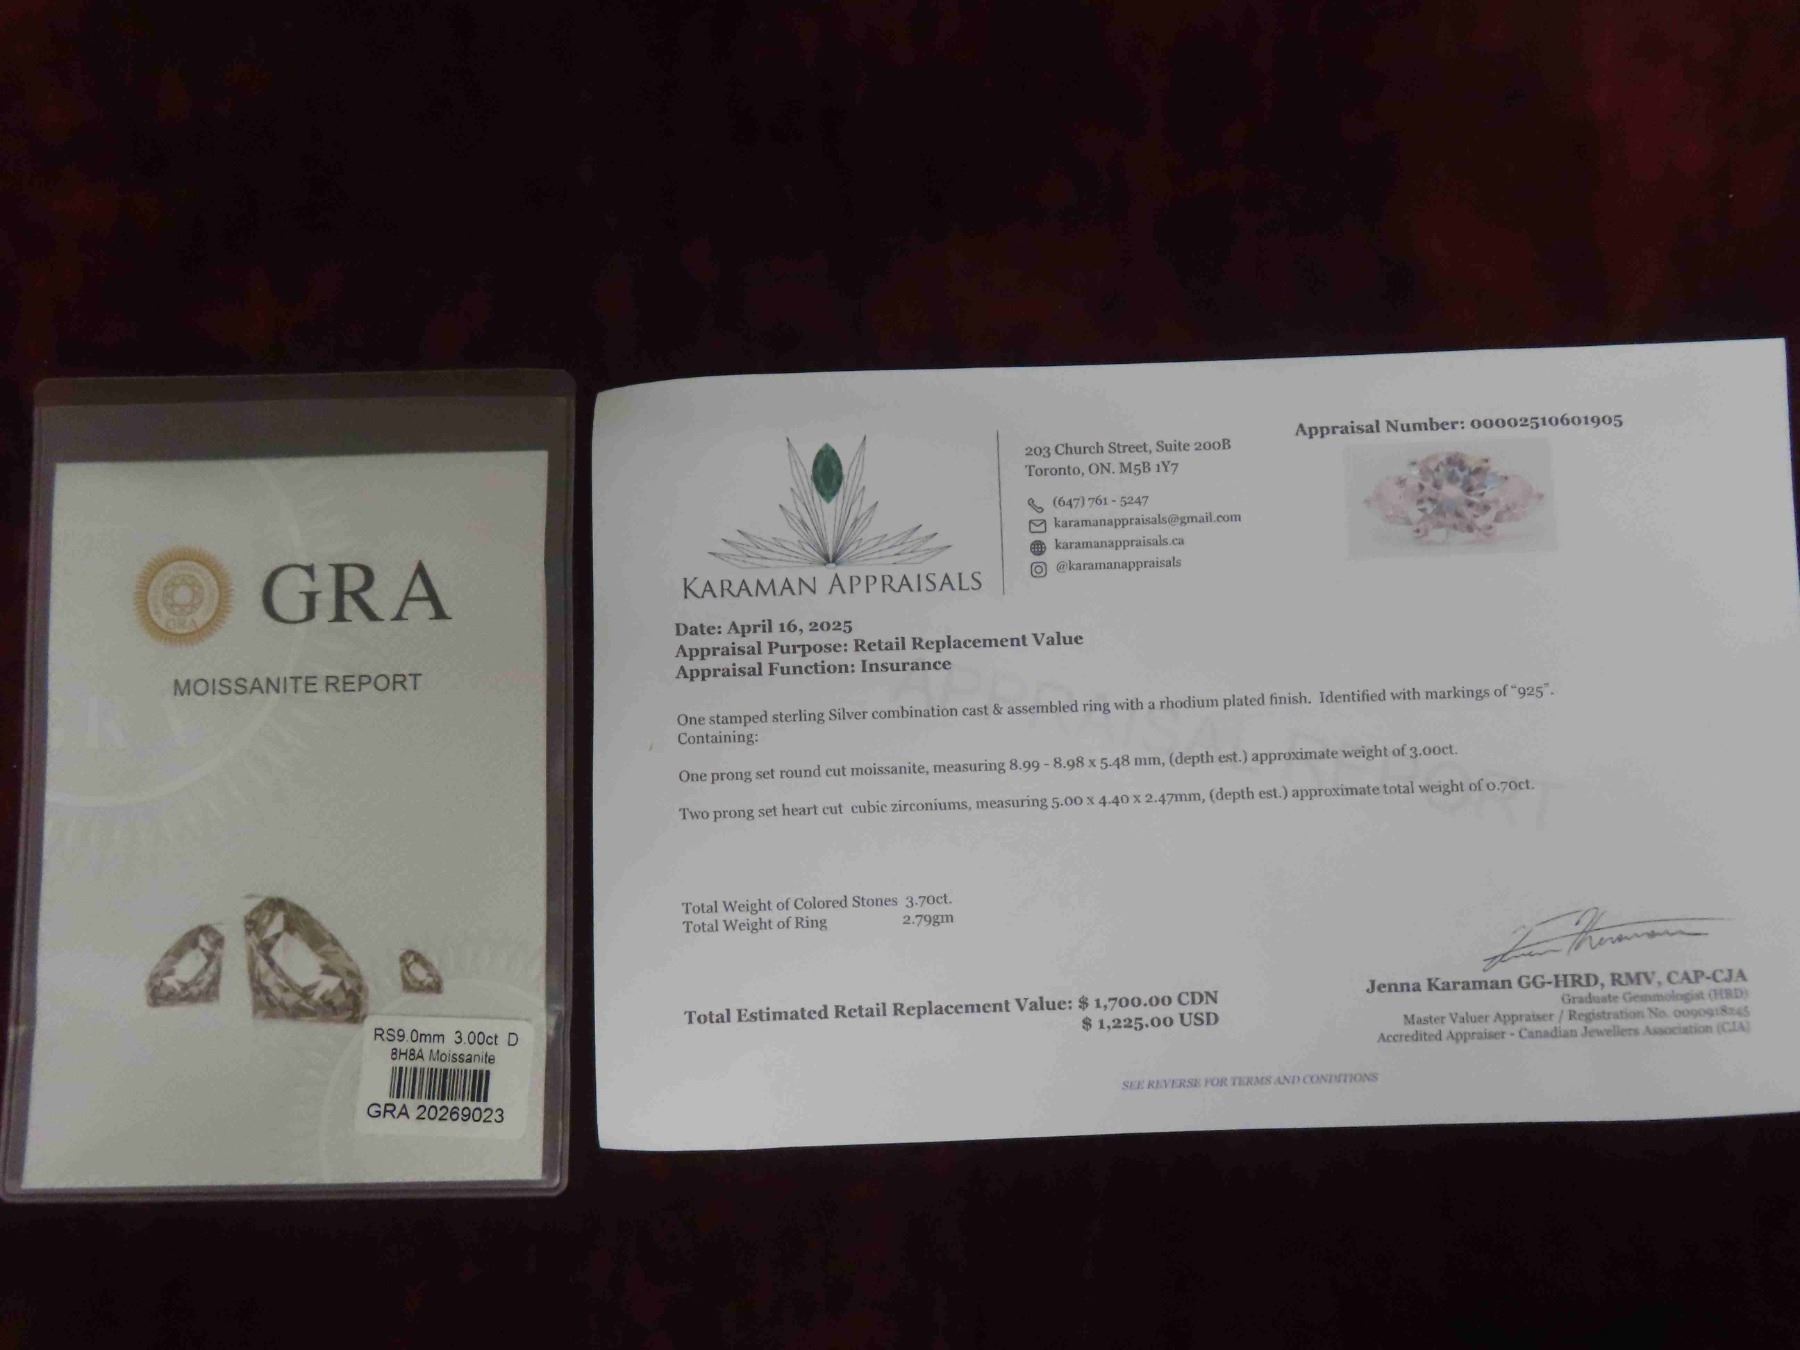 GRA
GRA
MOISSANITE REPORT
RS9.0mm 3.00ct D
8H8A Moissanite
GRA 20269023
KARAMAN APPRAISALS
203 Church Street, Suite 200B
Toronto, ON. M5B 1Y7
(647) 761 - 5247
karamanappraisals@gmail.com
karamanappraisals.ca
@karamanappraisals
Appraisal Number: 00002510601905
Date: April 16, 2025
Appraisal Purpose: Retail Replacement Value
Appraisal Function: Insurance
One stamped sterling Silver combination cast & assembled ring with a rhodium plated finish. Identified with markings of "925".
Containing:
One prong set round cut moissanite, measuring 8.99 - 8.98 x 5.48 mm, (depth est.) approximate weight of 3.00ct.
Two prong set heart cut cubic zirconiums, measuring 5.00 x 4.40 x 2.47mm, (depth est.) approximate total weight of 0.70ct.
Total Weight of Colored Stones 3.70ct.
Total Weight of Ring 2.79gm
Total Estimated Retail Replacement Value: $ 1,700.00 CDN
$ 1,225.00 USD
Jenna Karaman GG-HRD, RMV, CAP-CJA
Graduate Gemmologist (HRD)
Master Valuer Appraiser / Registration No. 0090918245
Accredited Appraiser - Canadian Jewellers Association (CJA)
SEE REVERSE FOR TERMS AND CONDITIONS